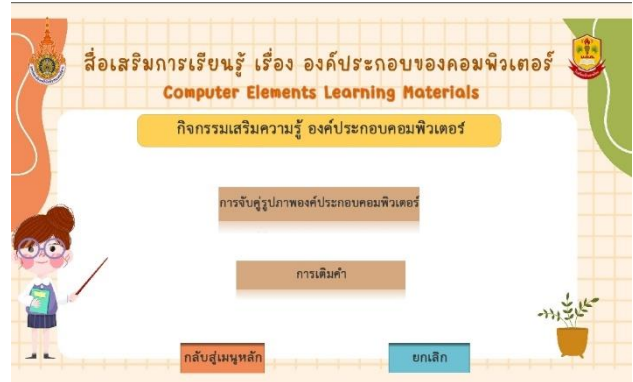 สื่อเสริมการเรียนรู้ เรื่อง องค์ประกอบของคอมพิวเตอร์
Computer Elements Learning Materials
กิจกรรมเสริมความรู้ องค์ประกอบคอมพิวเตอร์
การจับคู่รูปภาพองค์ประกอบคอมพิวเตอร์
การเติมคำ
กลับสู่เมนูหลัก
ยกเลิก